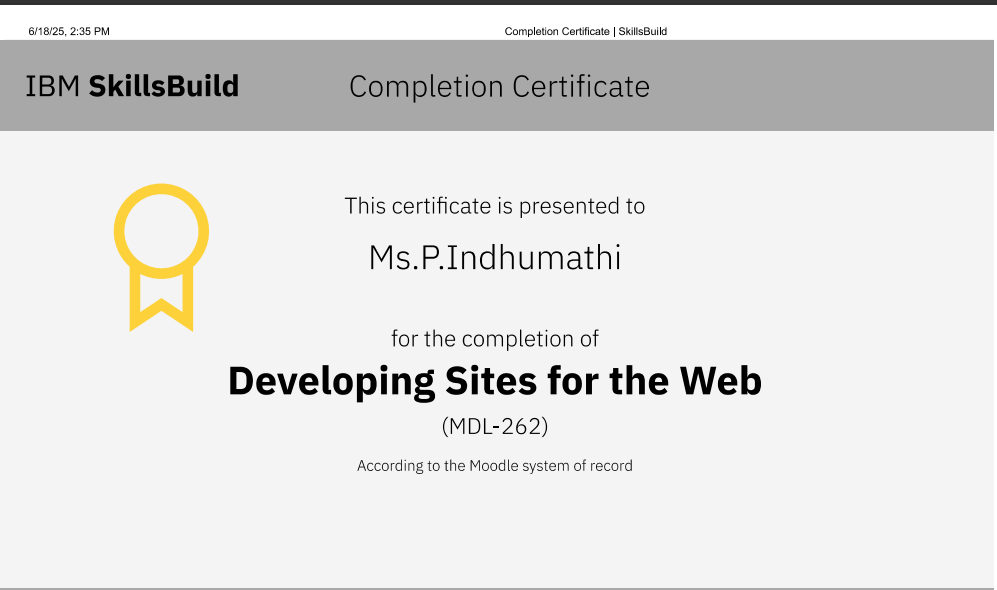 6/18/25, 2:35 PM Completion Certificate | SkillsBuild
IBM SkillsBuild Completion Certificate
This certificate is presented to
Ms.P.Indhumathi
for the completion of
Developing Sites for the Web
(MDL-262)
According to the Moodle system of record